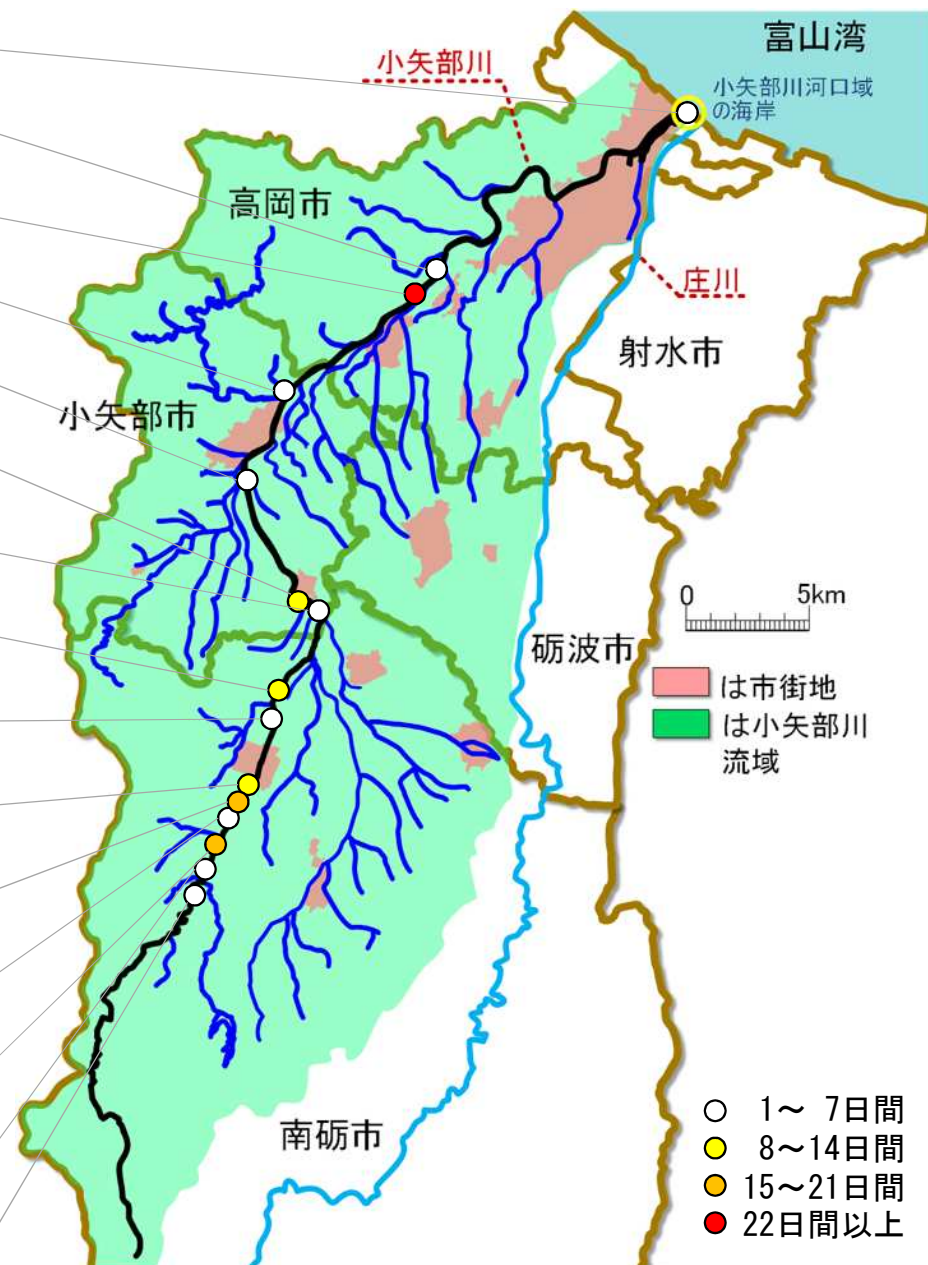 富山湾
小矢部川
小矢部川河口域
の海岸
高岡市
庄川
射水市
小矢部市
0 5km
砺波市
は市街地
は小矢部川
流域
南砺市
1～ 7日間
8～14日間
15～21日間
22日間以上